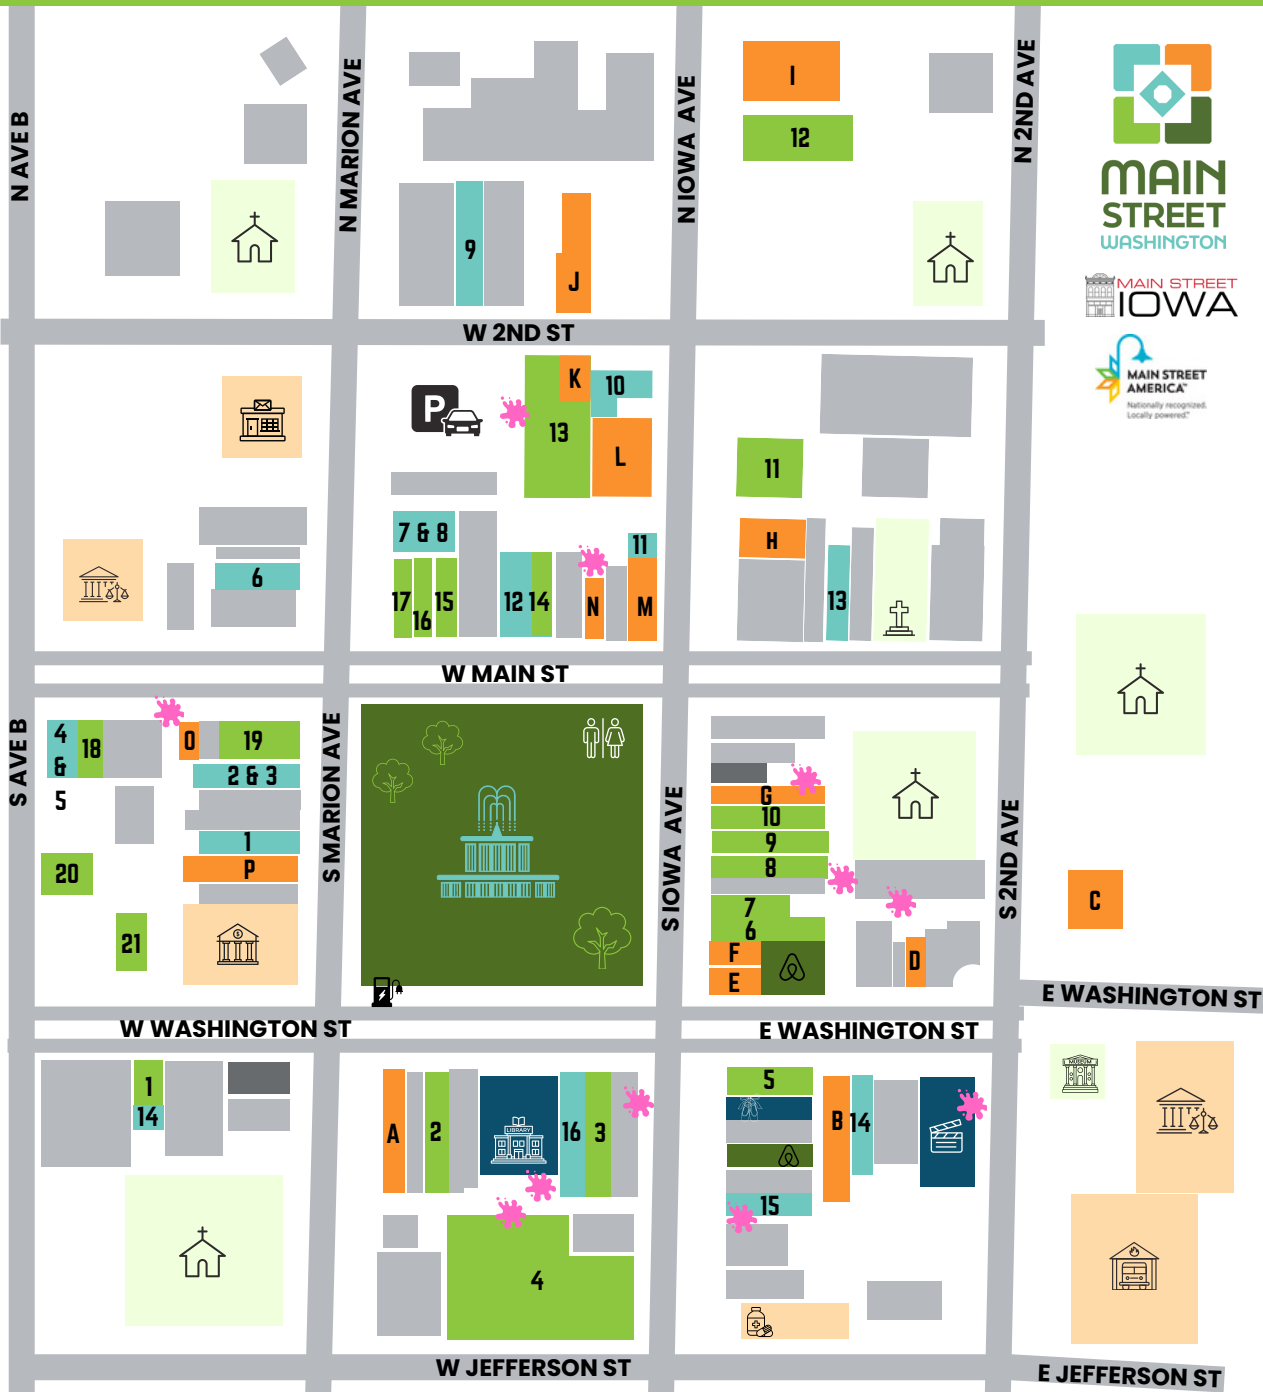 N AVE B
N MARION AVE
N IOWA AVE
N 2ND AVE
I
12
MAIN
STREET
WASHINGTON
MAIN STREET
IOWA
MAIN STREET
AMERICA™
Nationally recognized.
Locally powered.™
9
J
W 2ND ST
P
K
10
13
L
11
7 & 8
11
H
6
17
16
15
12
14
N
M
13
W MAIN ST
S AVE B
S MARION AVE
S IOWA AVE
S 2ND AVE
4
&
5
18
O
19
2 & 3
1
P
20
21
G
10
9
8
7
6
F
E
D
C
W WASHINGTON ST
E WASHINGTON ST
E WASHINGTON ST
1
14
A
2
LIBRARY
16
3
4
5
B
14
15
MUSEUM
W JEFFERSON ST
E JEFFERSON ST